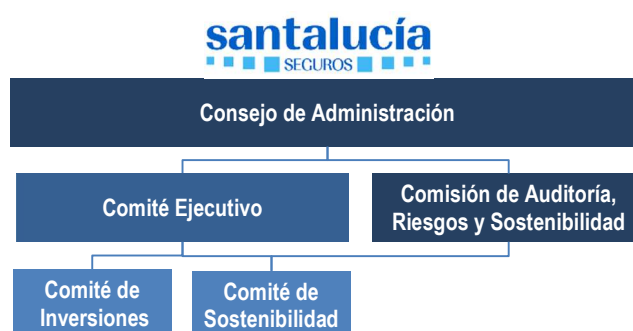 santalucía
SEGUROS
Consejo de Administración
Comité Ejecutivo
Comisión de Auditoría,
Riesgos y Sostenibilidad
Comité de
Inversiones
Comité de
Sostenibilidad